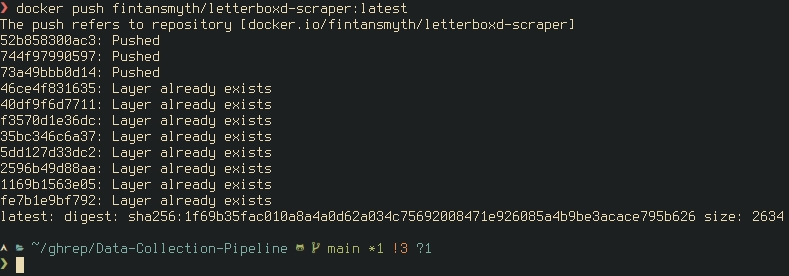 ❯ docker push fintansmyth/letterboxd-scraper:latest
The push refers to repository [docker.io/fintansmyth/letterboxd-scraper]
52b858300ac3: Pushed
744f97990597: Pushed
73a49bbb0d14: Pushed
46ce4f831635: Layer already exists
40df9f6d7711: Layer already exists
f3570d1e36dc: Layer already exists
35bc346c6a37: Layer already exists
5dd127d33dc2: Layer already exists
2596b49d88aa: Layer already exists
1169b1563e05: Layer already exists
fe7b1e9bf792: Layer already exists
latest: digest: sha256:1f69b35fac010a8a4a0d62a034c75692008471e926085a4b9be3acace795b626 size: 2634
~/ghrep/Data-Collection-Pipeline main *1 !3 ?1
❯